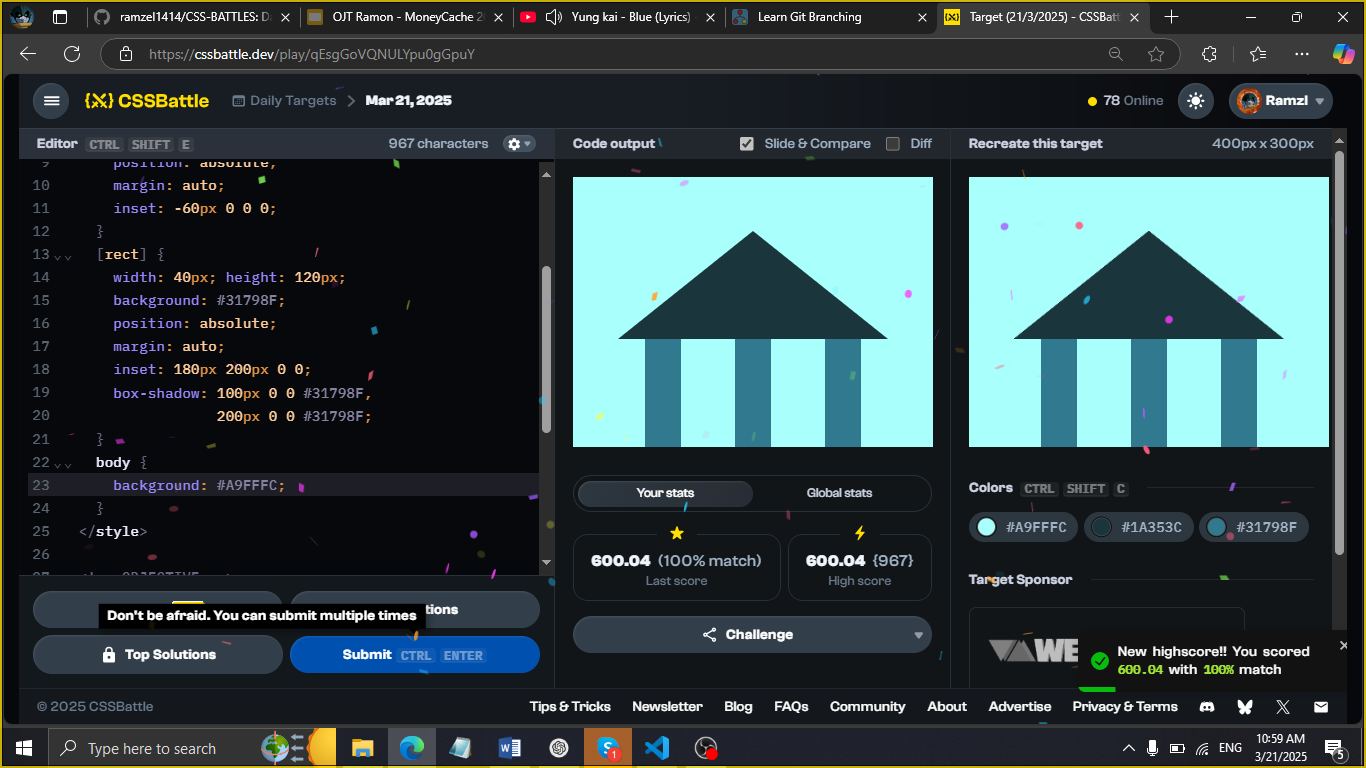 ramzel1414/CSS-BATTLES: Da
OJT Ramon - MoneyCache 20
Yung kai - Blue (Lyrics)
Learn Git Branching
Target (21/3/2025) - CSSBatt
https://cssbattle.dev/play/qEsgGoVQNULYpu0gGpuY
CSSBattle
Daily Targets
Mar 21, 2025
78 Online
Ramzl
Editor CTRL SHIFT E
967 characters
Code output
Slide & Compare
Diff
Recreate this target
400px x 300px
9 position: absolute;
10 margin: auto;
11 inset: -60px 0 0 0;
12 }
13 [rect] {
14 width: 40px; height: 120px;
15 background: #31798F;
16 position: absolute;
17 margin: auto;
18 inset: 180px 200px 0 0;
19 box-shadow: 100px 0 0 #31798F,
20 200px 0 0 #31798F;
21 }
22 body {
23 background: #A9FFFC;
24 }
25 </style>
26
Don't be afraid. You can submit multiple times
Top Solutions
Submit CTRL ENTER
Your stats
Global stats
600.04 (100% match)
Last score
600.04 {967}
High score
Challenge
Colors CTRL SHIFT C
#A9FFFC
#1A353C
#31798F
Target Sponsor
WE
New highscore!! You scored
600.04 with 100% match
© 2025 CSSBattle
Tips & Tricks
Newsletter
Blog
FAQs
Community
About
Advertise
Privacy & Terms
Type here to search
1
ENG
10:59 AM
3/21/2025
5